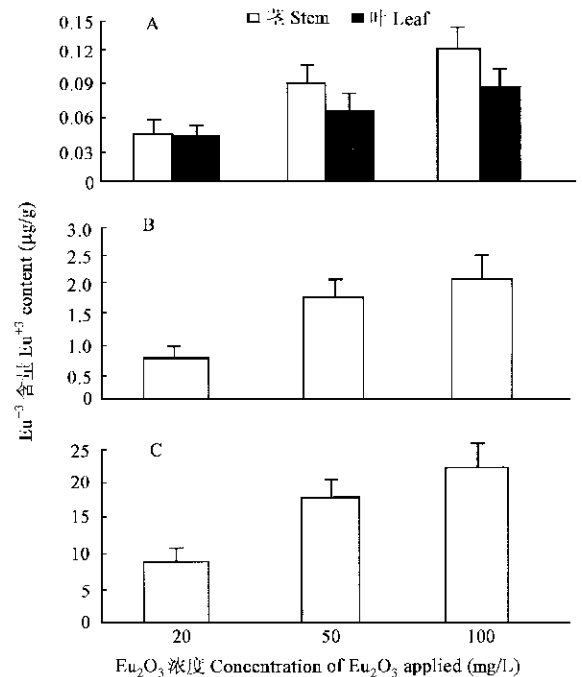 茎 Stem 叶 Leaf
A
0.15
0.09
0.06
0.03
0
Eu⁺³ 含量 Eu⁺³ content (μg/g)
B
3.0
2.5
2.0
1.5
1.0
0.5
0
C
25
20
15
10
5
0
20 50 100
Eu₂O₃ 浓度 Concentration of Eu₂O₃ applied (mg/L)